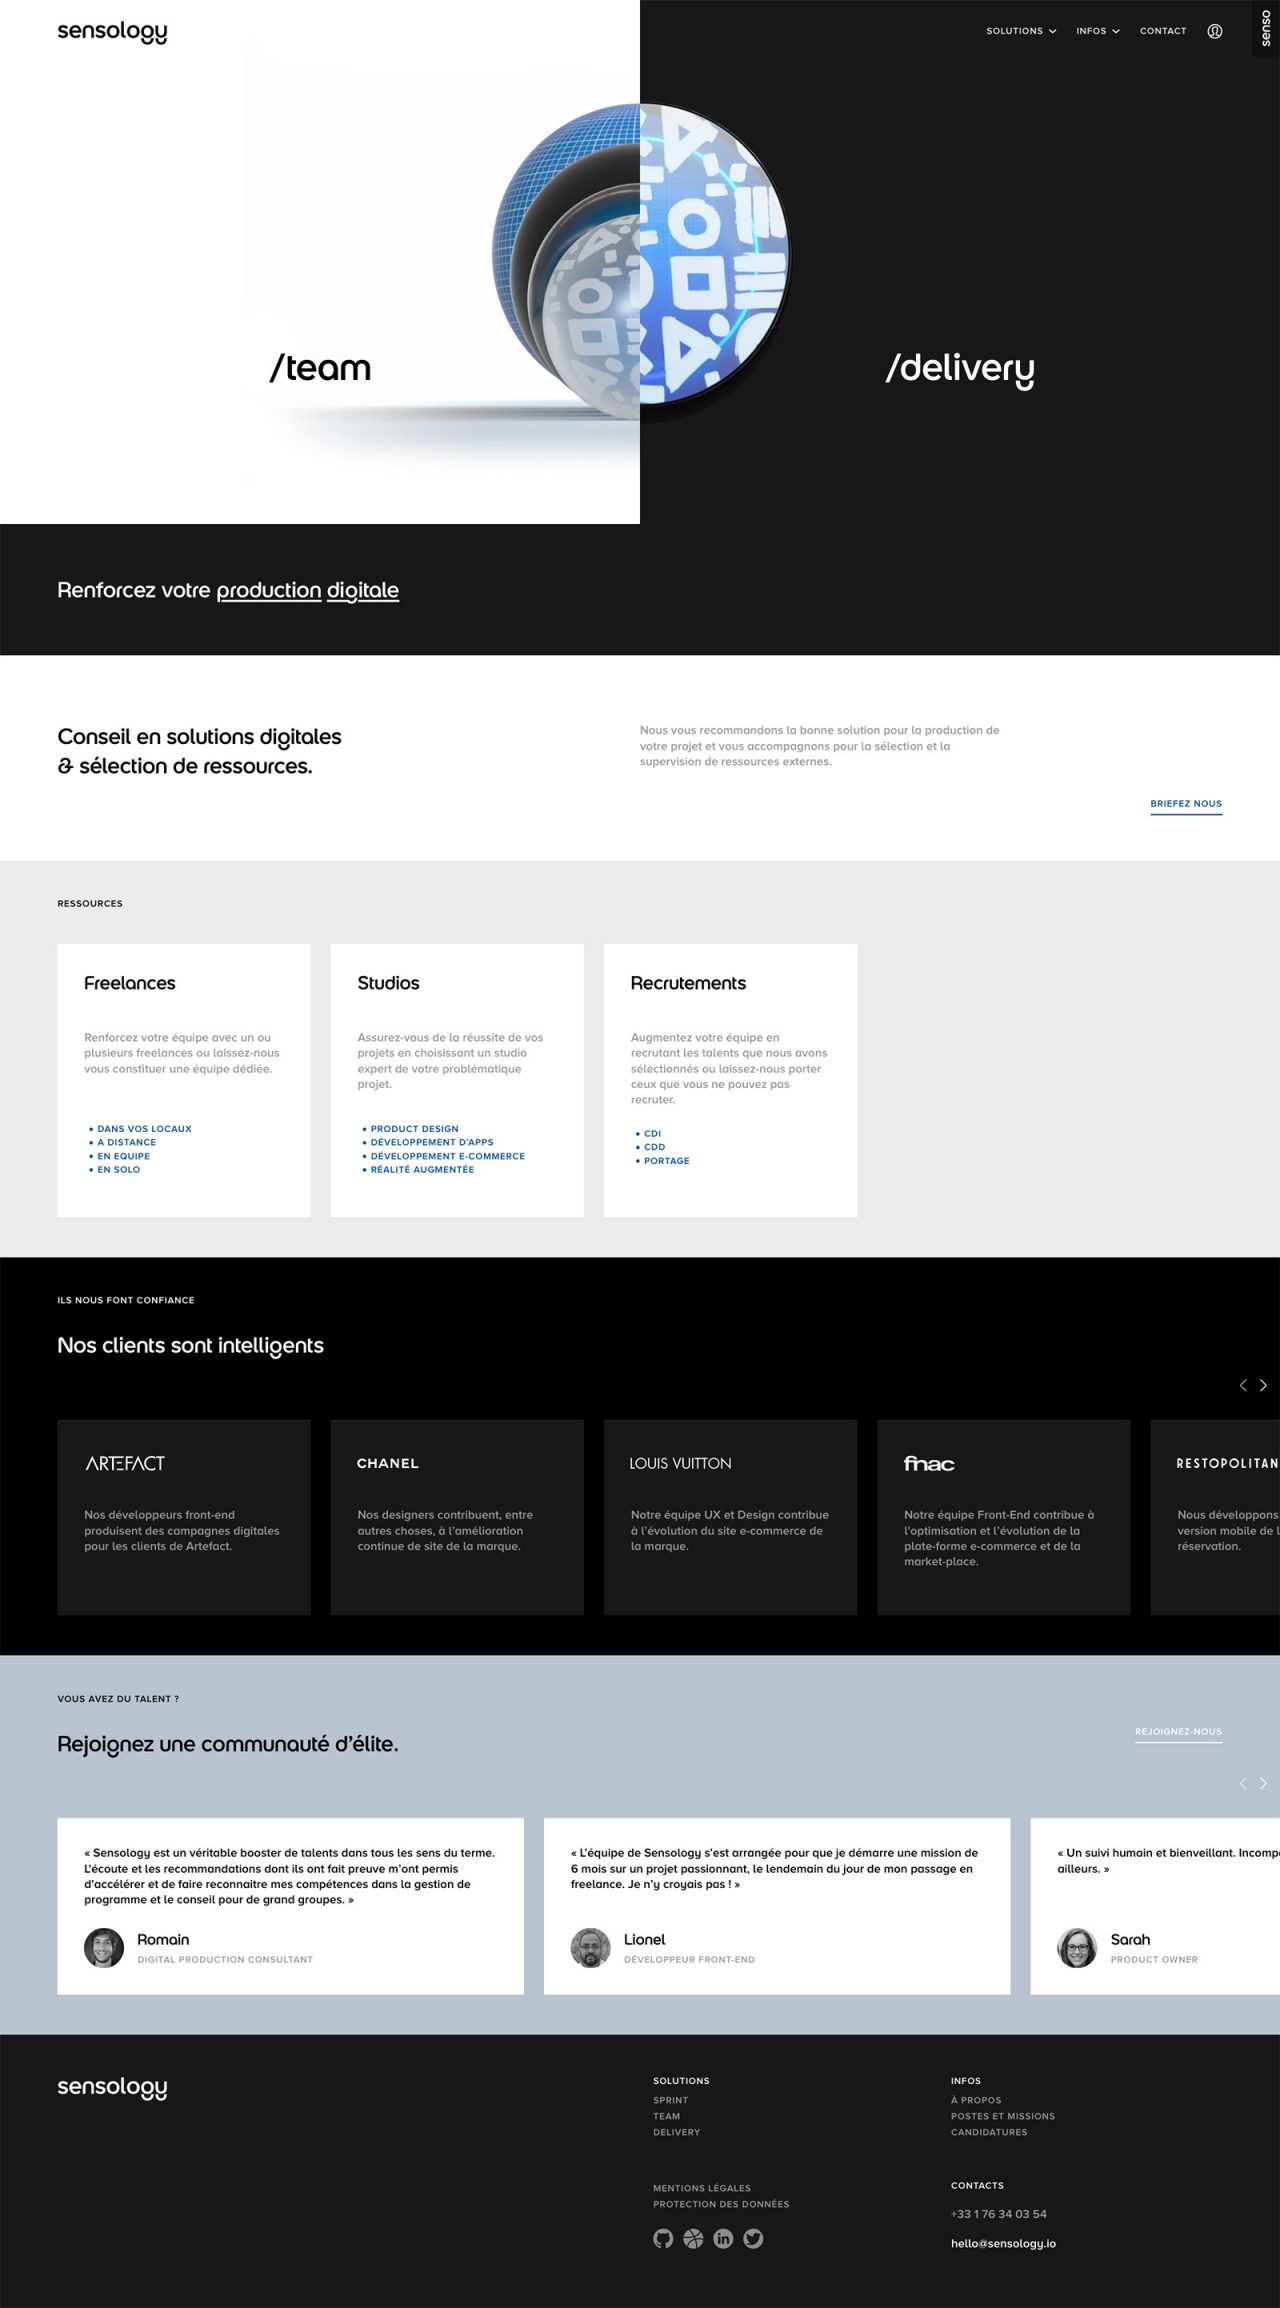 sensology
SOLUTIONS
INFOS
CONTACT
senso
/team
/delivery
Renforcez votre production digitale
Conseil en solutions digitales
& sélection de ressources.
Nous vous recommandons la bonne solution pour la production de
votre projet et vous accompagnons pour la sélection et la
supervision de ressources externes.
BRIEFEZ NOUS
RESSOURCES
Freelances
Renforcez votre équipe avec un ou
plusieurs freelances ou laissez-nous
vous constituer une équipe dédiée.
• DANS VOS LOCAUX
• A DISTANCE
• EN EQUIPE
• EN SOLO
Studios
Assurez-vous de la réussite de vos
projets en choisissant un studio
expert de votre problématique
projet.
• PRODUCT DESIGN
• DÉVELOPPEMENT D'APPS
• DÉVELOPPEMENT E-COMMERCE
• RÉALITÉ AUGMENTÉE
Recrutements
Augmentez votre équipe en
recrutant les talents que nous avons
sélectionnés ou laissez-nous porter
ceux que vous ne pouvez pas
recruter.
• CDI
• CDD
• PORTAGE
ILS NOUS FONT CONFIANCE
Nos clients sont intelligents
ARTEFACT
Nos développeurs front-end
produisent des campagnes digitales
pour les clients de Artefact.
CHANEL
Nos designers contribuent, entre
autres choses, à l'amélioration
continue de site de la marque.
LOUIS VUITTON
Notre équipe UX et Design contribue
à l'évolution du site e-commerce de
la marque.
fnac
Notre équipe Front-End contribue à
l'optimisation et l'évolution de la
plate-forme e-commerce et de la
market-place.
RESTOPOLITAN
Nous développons
version mobile de l
réservation.
VOUS AVEZ DU TALENT ?
Rejoignez une communauté d'élite.
REJOIGNEZ-NOUS
« Sensology est un véritable booster de talents dans tous les sens du terme.
L'écoute et les recommandations dont ils ont fait preuve m'ont permis
d'accélérer et de faire reconnaitre mes compétences dans la gestion de
programme et le conseil pour de grand groupes. »
Romain
DIGITAL PRODUCTION CONSULTANT
« L'équipe de Sensology s'est arrangée pour que je démarre une mission de
6 mois sur un projet passionnant, le lendemain du jour de mon passage en
freelance. Je n'y croyais pas ! »
Lionel
DÉVELOPPEUR FRONT-END
« Un suivi humain et bienveillant. Incomp
ailleurs. »
Sarah
PRODUCT OWNER
sensology
SOLUTIONS
SPRINT
TEAM
DELIVERY
INFOS
À PROPOS
POSTES ET MISSIONS
CANDIDATURES
MENTIONS LÉGALES
PROTECTION DES DONNÉES
in
CONTACTS
+33 1 76 34 03 54
hello@sensology.io